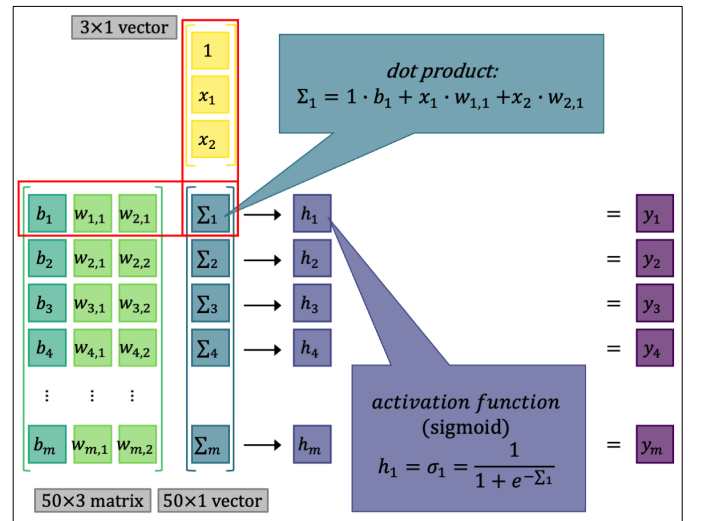 3×1 vector
1
x₁
x₂
dot product:
Σ₁ = 1 · b₁ + x₁ · w₁,₁ +x₂ · w₂,₁
b₁ w₁,₁ w₂,₁ Σ₁ → h₁ = y₁
b₂ w₂,₁ w₂,₂ Σ₂ → h₂ = y₂
b₃ w₃,₁ w₃,₂ Σ₃ → h₃ = y₃
b₄ w₄,₁ w₄,₂ Σ₄ → h₄ = y₄
⋮ ⋮ ⋮
bₘ wₘ,₁ wₘ,₂ Σₘ → hₘ = yₘ
activation function
(sigmoid)
h₁ = σ₁ = 1 / (1 + e^(−Σ₁))
50×3 matrix 50×1 vector